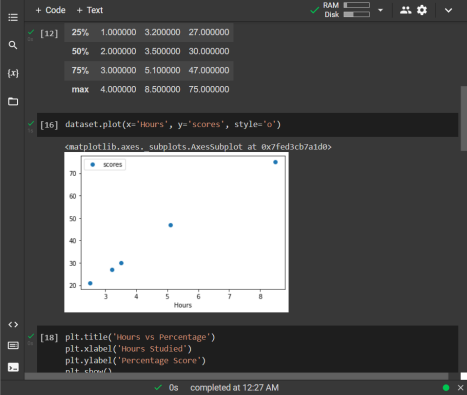 + Code + Text
RAM
Disk
[12]
25% 1.000000 3.200000 27.000000
50% 2.000000 3.500000 30.000000
75% 3.000000 5.100000 47.000000
max 4.000000 8.500000 75.000000
{x}
[16] dataset.plot(x='Hours', y='scores', style='o')
<matplotlib.axes._subplots.AxesSubplot at 0x7fed3cb7a1d0>
scores
70
60
50
40
30
20
3 4 5 6 7 8
Hours
[18] plt.title('Hours vs Percentage')
plt.xlabel('Hours Studied')
plt.ylabel('Percentage Score')
plt.show()
0s completed at 12:27 AM